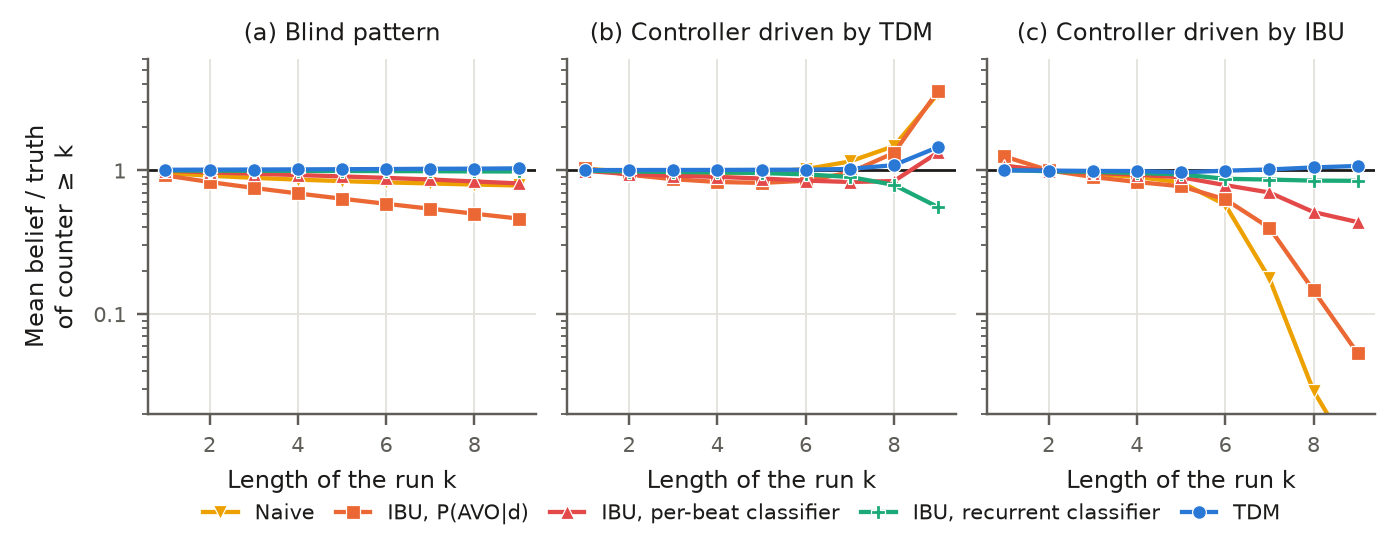 (a) Blind pattern
(b) Controller driven by TDM
(c) Controller driven by IBU
Mean belief / truth
of counter ≥ k
1
0.1
2 4 6 8
2 4 6 8
2 4 6 8
Length of the run k
Length of the run k
Length of the run k
Naive
IBU, P(AVO|d)
IBU, per-beat classifier
IBU, recurrent classifier
TDM